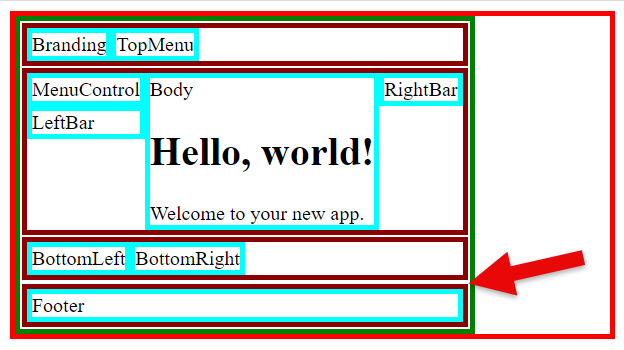 Branding TopMenu
MenuControl Body RightBar
LeftBar
Hello, world!
Welcome to your new app.
BottomLeft BottomRight
Footer